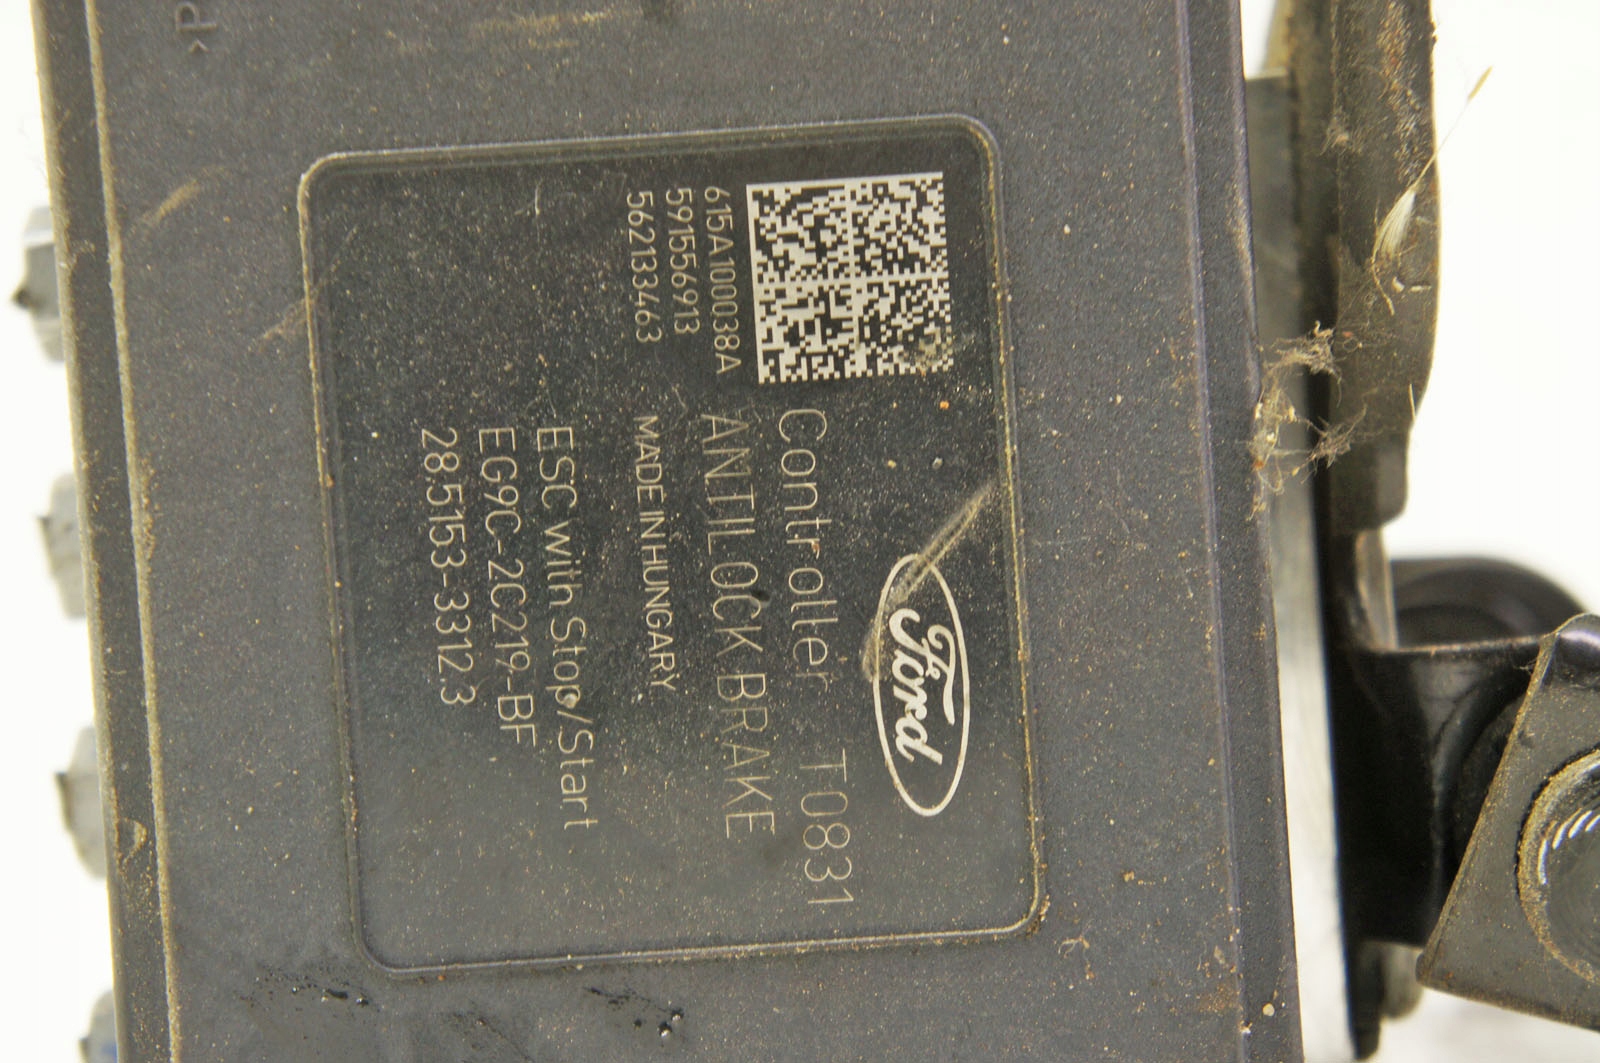 Ford
Controller T0831
ANTILOCK BRAKE
MADE IN HUNGARY
615A100038A
591556913
562133463
ESC with Stop/Start
EG9C-2C219-BF
28.5153-3312.3